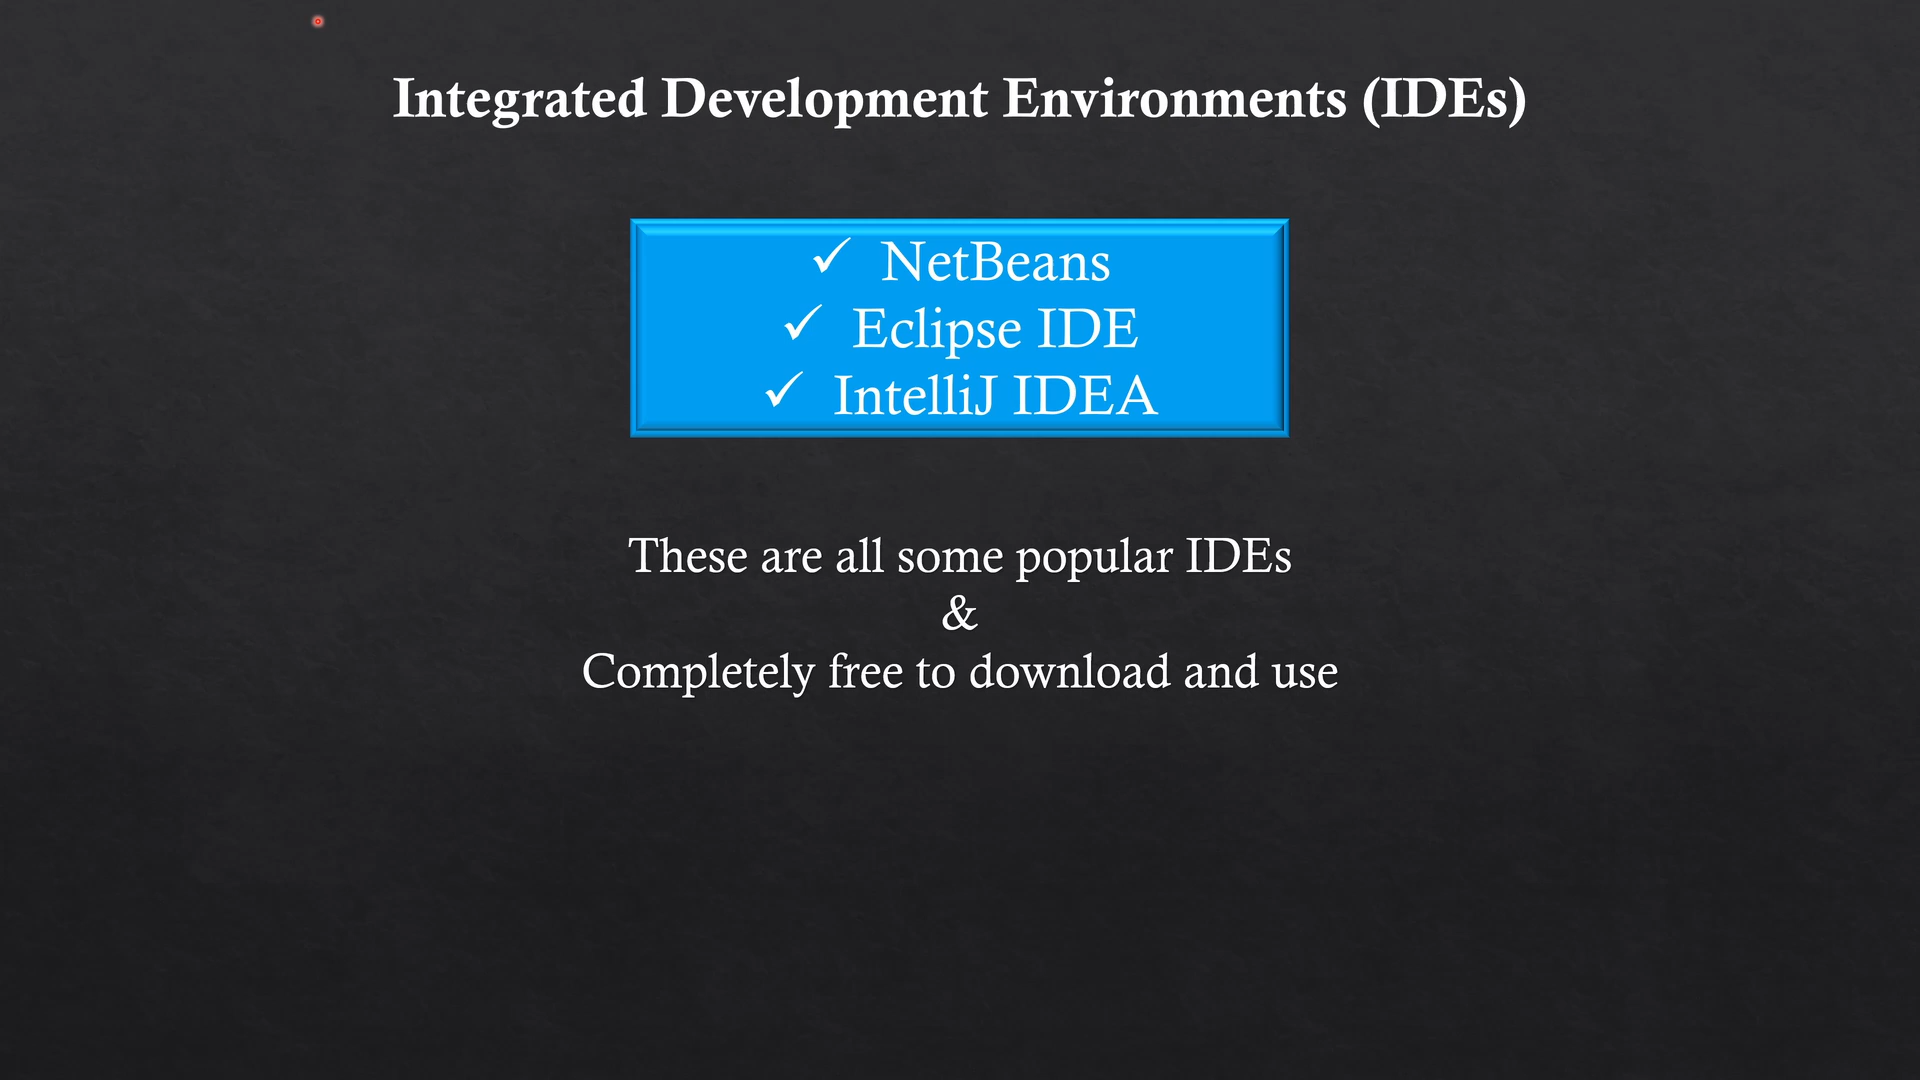 Integrated Development Environments (IDEs)
✓ NetBeans
✓ Eclipse IDE
✓ IntelliJ IDEA
These are all some popular IDEs
&
Completely free to download and use